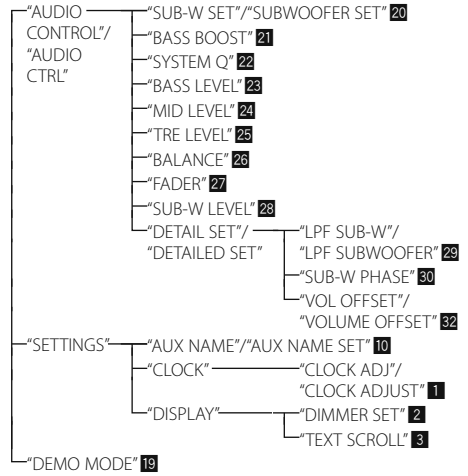 “AUDIO CONTROL”/ “AUDIO CTRL”
“SUB-W SET”/“SUBWOOFER SET” 20
“BASS BOOST” 21
“SYSTEM Q” 22
“BASS LEVEL” 23
“MID LEVEL” 24
“TRE LEVEL” 25
“BALANCE” 26
“FADER” 27
“SUB-W LEVEL” 28
“DETAIL SET”/
“DETAILED SET”
“LPF SUB-W”/
“LPF SUBWOOFER” 29
“SUB-W PHASE” 30
“VOL OFFSET”/
“VOLUME OFFSET” 32
“SETTINGS”
“AUX NAME”/“AUX NAME SET” 10
“CLOCK”
“CLOCK ADJ”/
“CLOCK ADJUST” 1
“DISPLAY”
“DIMMER SET” 2
“TEXT SCROLL” 3
“DEMO MODE” 19